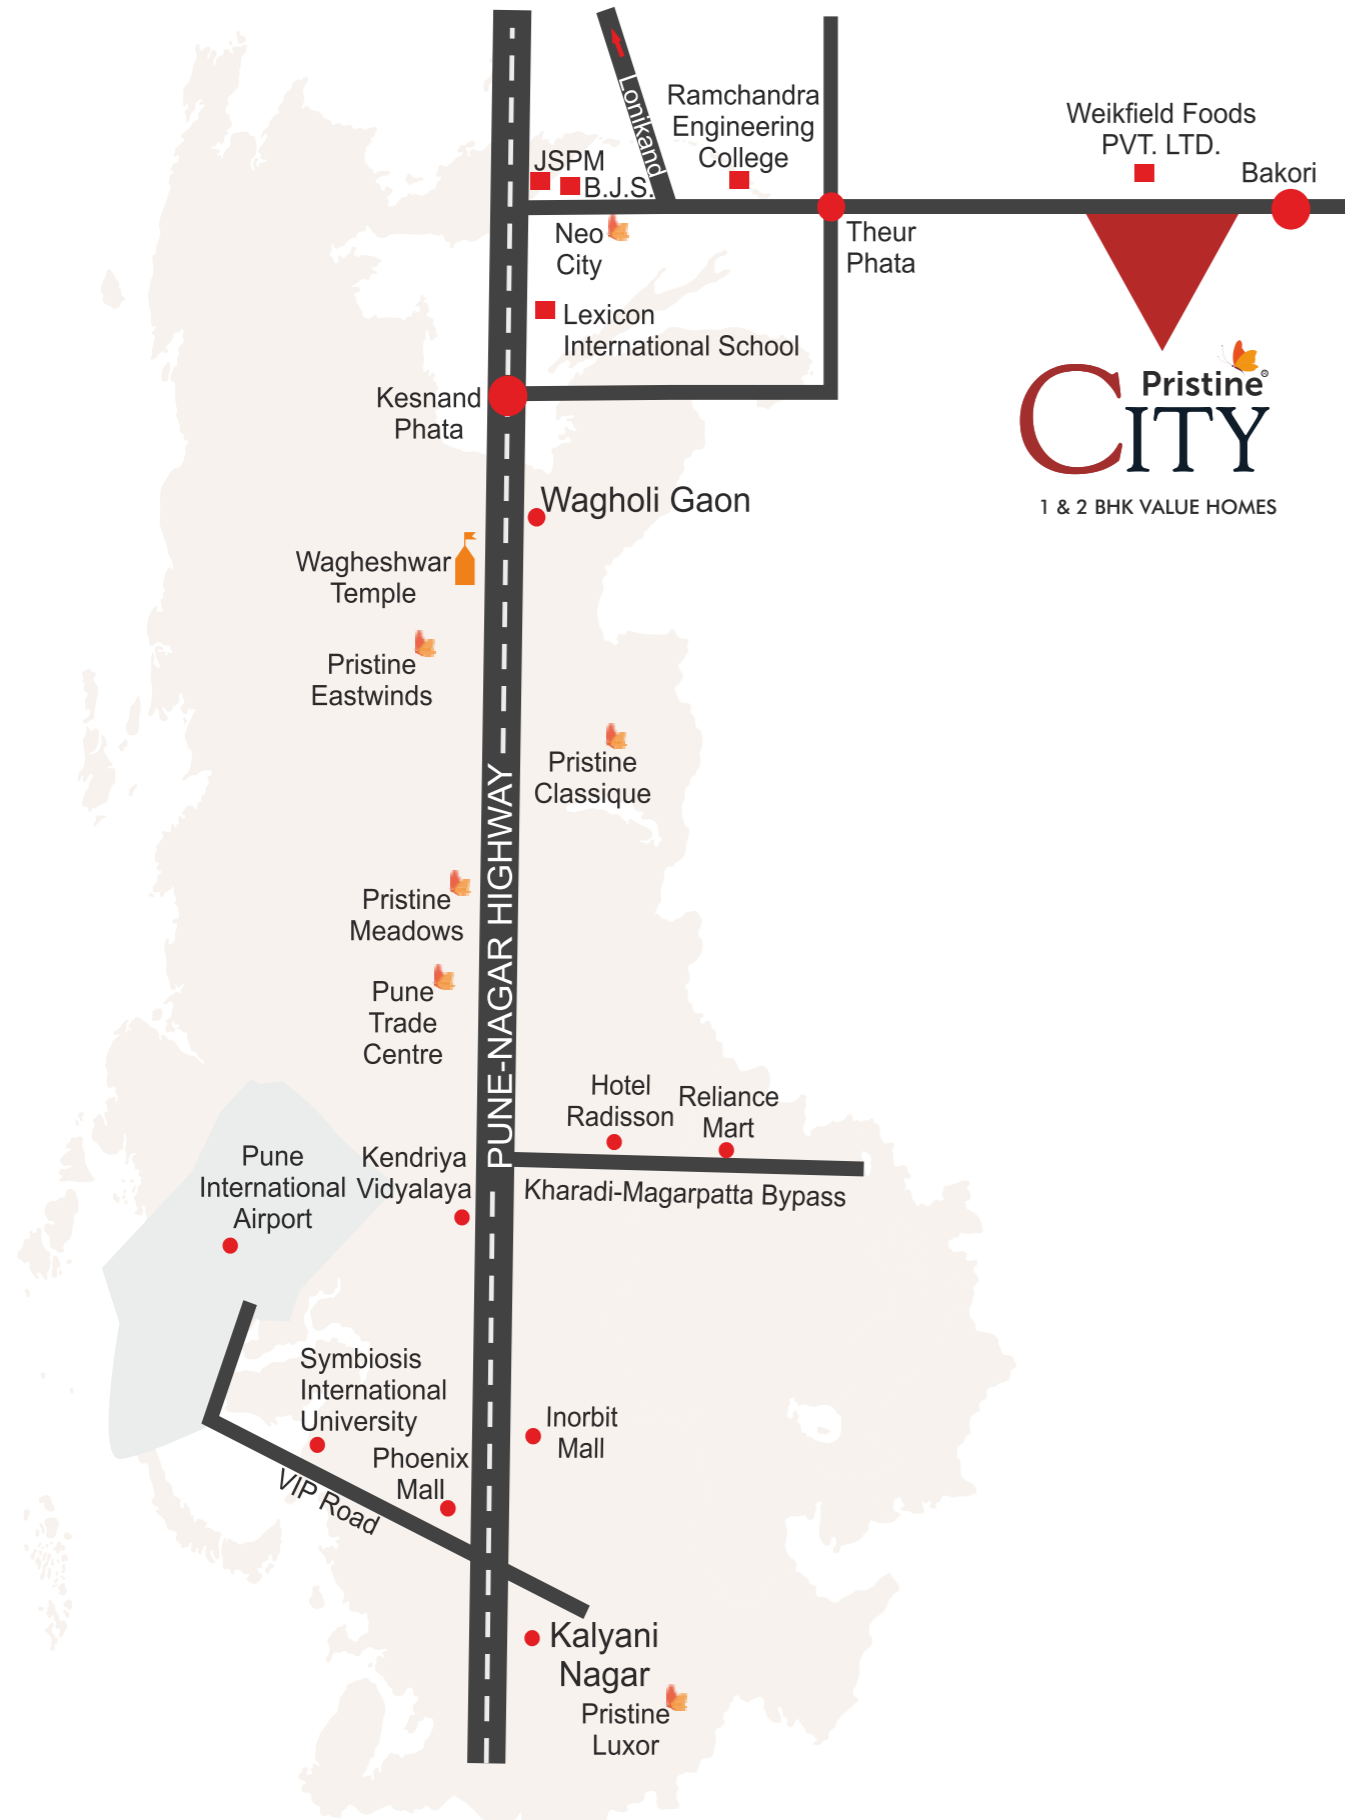 Lonikand
Ramchandra
Engineering
College
Weikfield Foods
PVT. LTD.
Bakori
JSPM
B.J.S.
Neo
City
Theur
Phata
Lexicon
International School
Pristine®
CITY
1 & 2 BHK VALUE HOMES
Kesnand
Phata
Wagholi Gaon
Wagheshwar
Temple
Pristine
Eastwinds
Pristine
Classique
PUNE-NAGAR HIGHWAY
Pristine
Meadows
Pune
Trade
Centre
Hotel
Radisson
Reliance
Mart
Kharadi-Magarpatta Bypass
Pune
International
Airport
Kendriya
Vidyalaya
Symbiosis
International
University
Phoenix
Mall
Inorbit
Mall
VIP Road
Kalyani
Nagar
Pristine
Luxor